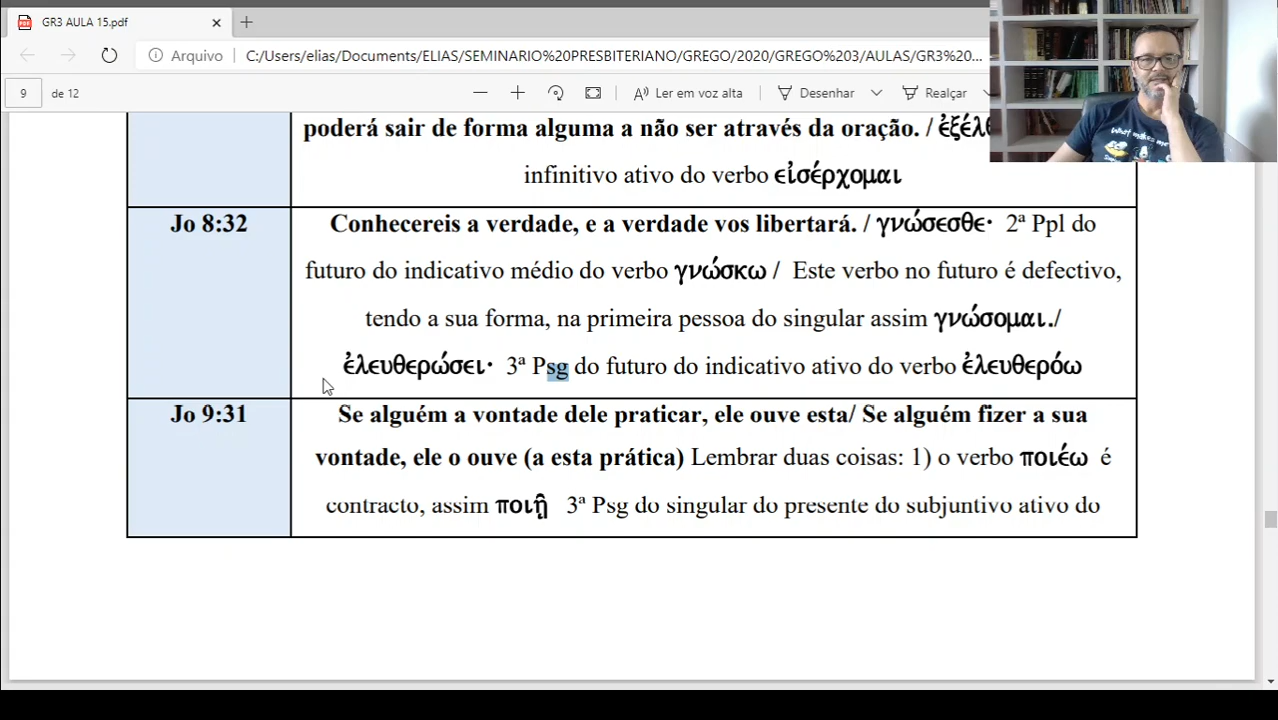 GR3 AULA 15.pdf
Arquivo C:/Users/elias/Documents/ELIAS/SEMINARIO%20PRESBITERIANO/GREGO/2020/GREGO%203/AULAS/GR3%20...
9 de 12 Ler em voz alta Desenhar Realçar
poderá sair de forma alguma a não ser através da oração. /
infinitivo ativo do verbo εἰσέρχομαι
Jo 8:32 Conhecereis a verdade, e a verdade vos libertará. / γνώσεσθε· 2ª Ppl do
futuro do indicativo médio do verbo γνώσκω / Este verbo no futuro é defectivo,
tendo a sua forma, na primeira pessoa do singular assim γνώσομαι./
ἐλευθερώσει· 3ª Psg do futuro do indicativo ativo do verbo ἐλευθερόω
Jo 9:31 Se alguém a vontade dele praticar, ele ouve esta/ Se alguém fizer a sua
vontade, ele o ouve (a esta prática) Lembrar duas coisas: 1) o verbo ποιέω é
contracto, assim ποιῇ 3ª Psg do singular do presente do subjuntivo ativo do